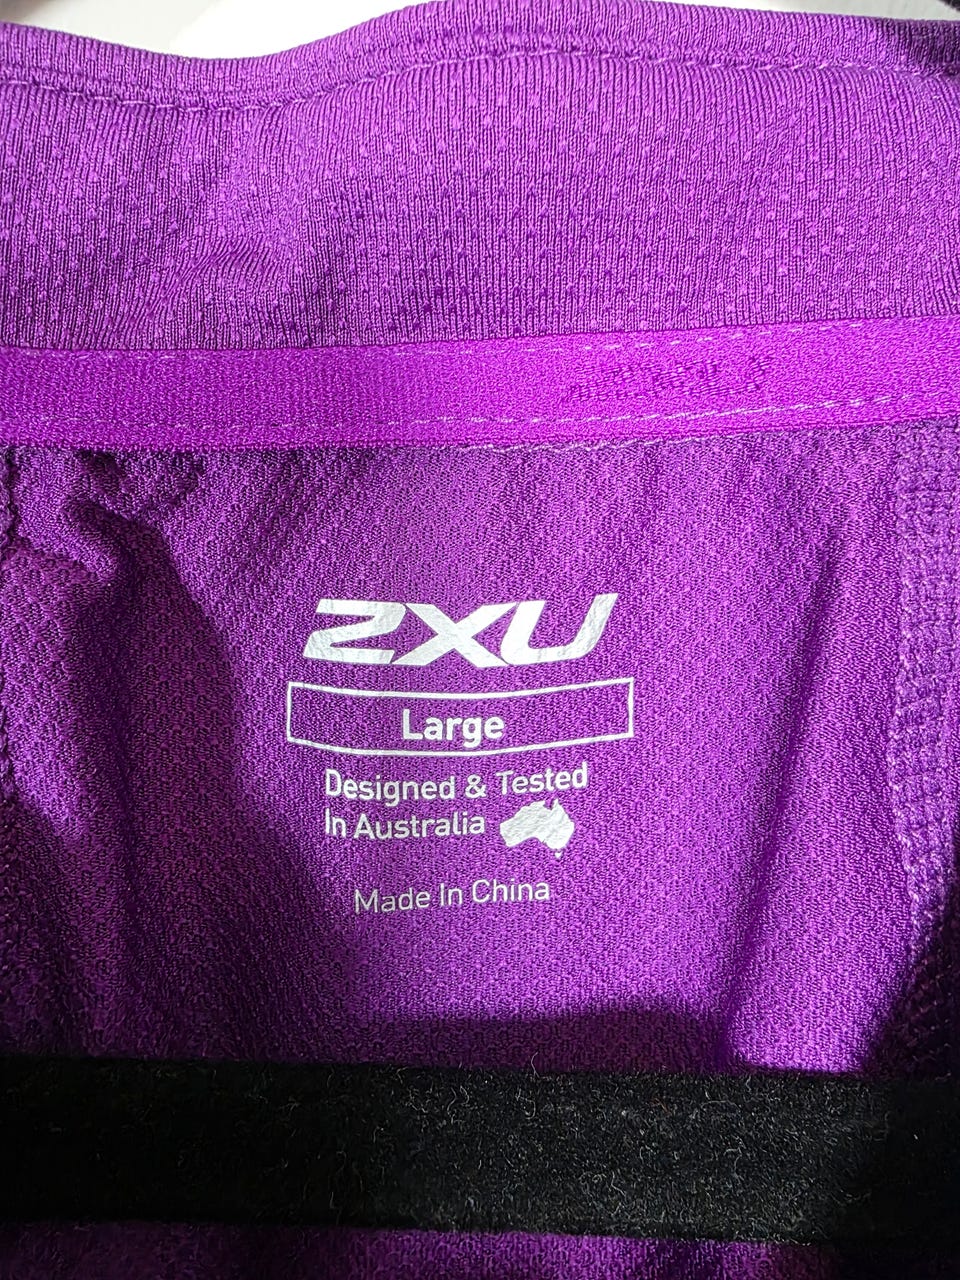 2XU
Large
Designed & Tested
In Australia
Made In China